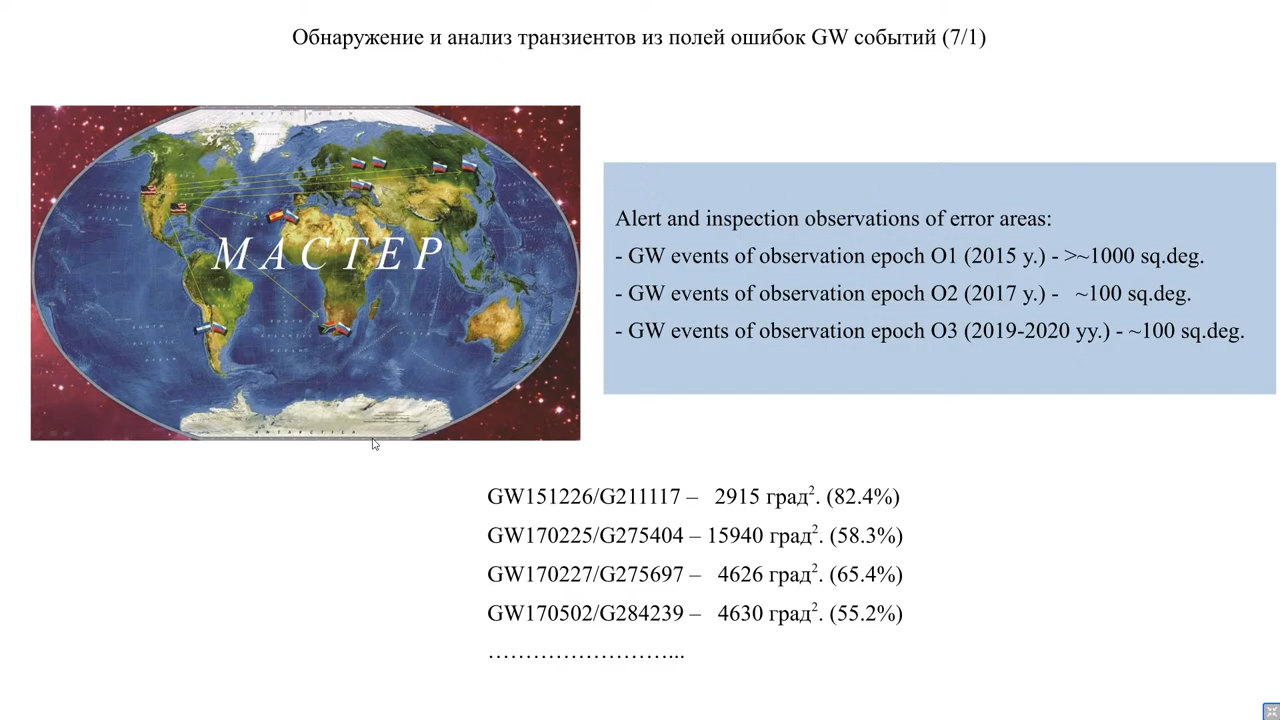 Обнаружение и анализ транзиентов из полей ошибок GW событий (7/1)
МАСТЕР
Alert and inspection observations of error areas:
- GW events of observation epoch O1 (2015 y.) - >~1000 sq.deg.
- GW events of observation epoch O2 (2017 y.) - ~100 sq.deg.
- GW events of observation epoch O3 (2019-2020 yy.) - ~100 sq.deg.
GW151226/G211117 – 2915 град². (82.4%)
GW170225/G275404 – 15940 град². (58.3%)
GW170227/G275697 – 4626 град². (65.4%)
GW170502/G284239 – 4630 град². (55.2%)
……………………...